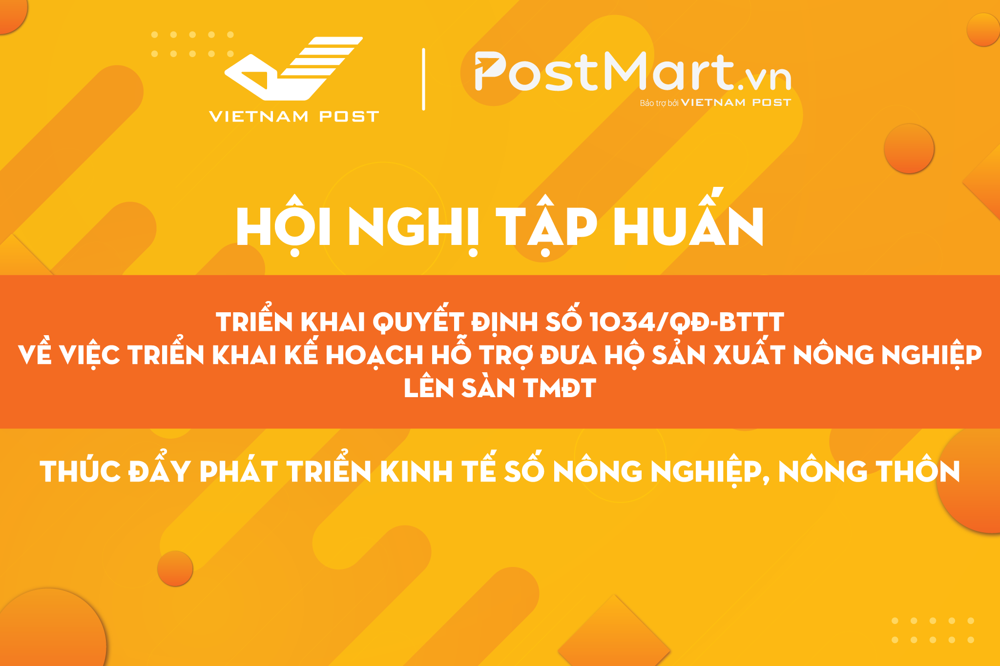 VIETNAM POST
PostMart.vn
Bảo trợ bởi VIETNAM POST
HỘI NGHỊ TẬP HUẤN
TRIỂN KHAI QUYẾT ĐỊNH SỐ 1034/QĐ-BTTT
VỀ VIỆC TRIỂN KHAI KẾ HOẠCH HỖ TRỢ ĐƯA HỘ SẢN XUẤT NÔNG NGHIỆP
LÊN SÀN TMĐT
THÚC ĐẨY PHÁT TRIỂN KINH TẾ SỐ NÔNG NGHIỆP, NÔNG THÔN